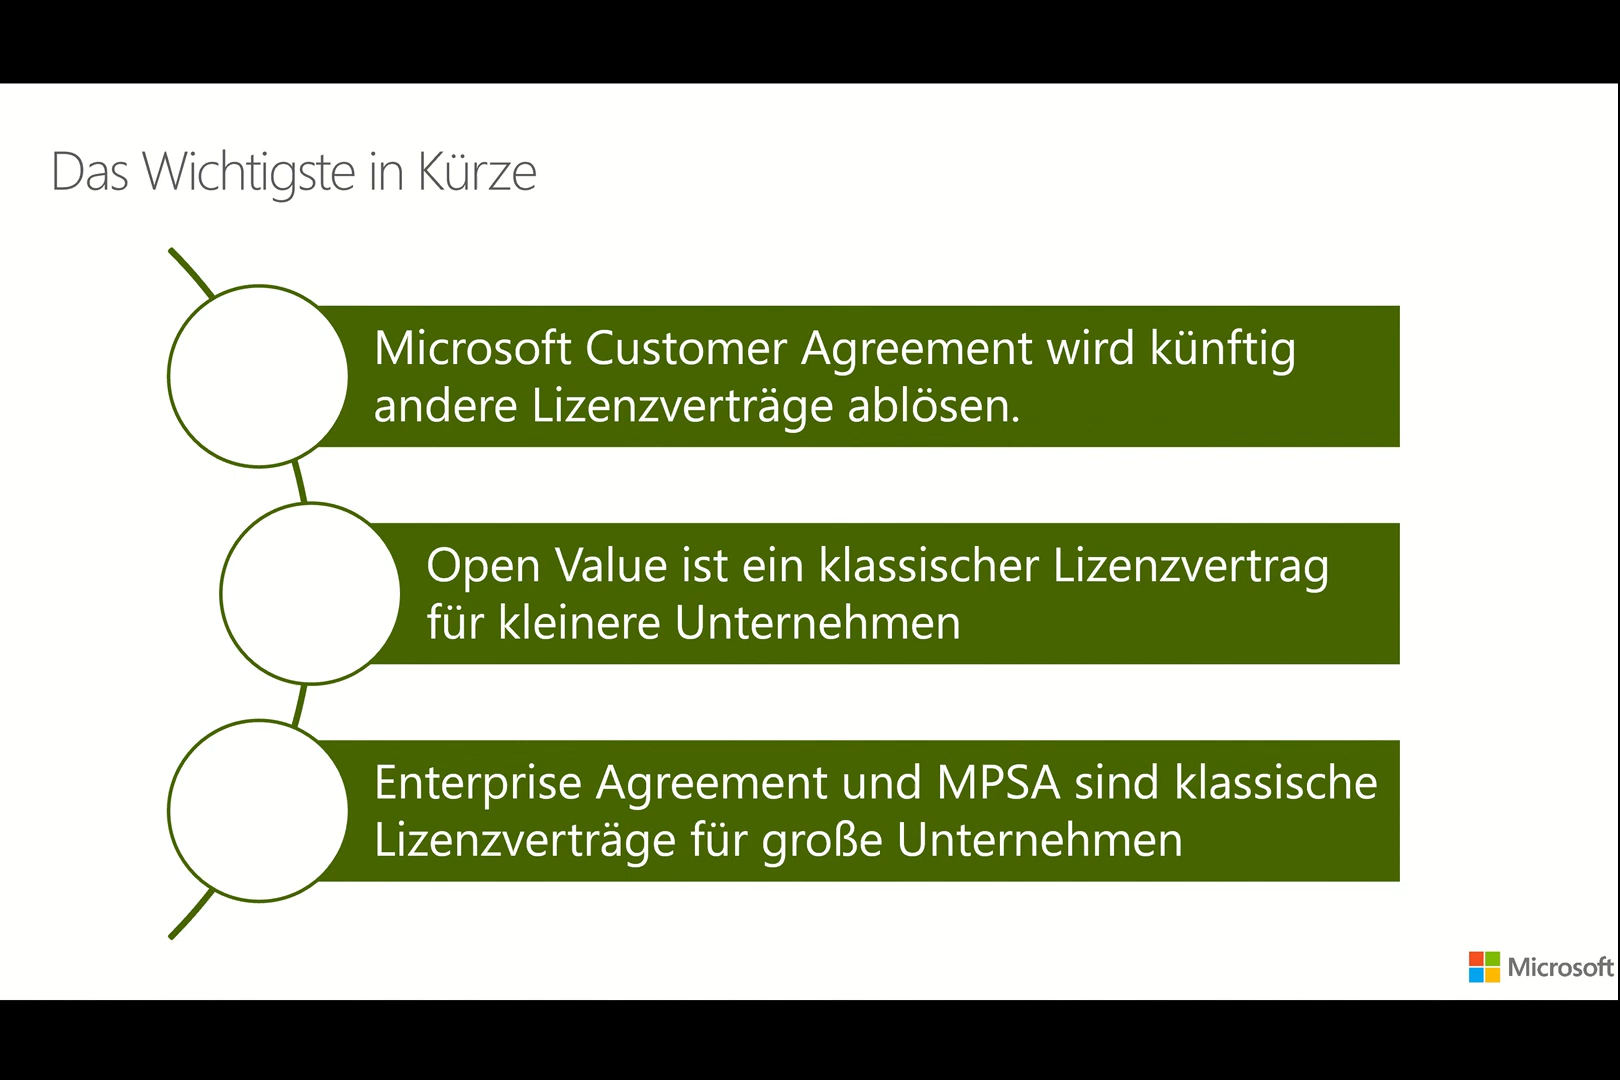 Das Wichtigste in Kürze
Microsoft Customer Agreement wird künftig
andere Lizenzverträge ablösen.
Open Value ist ein klassischer Lizenzvertrag
für kleinere Unternehmen
Enterprise Agreement und MPSA sind klassische
Lizenzverträge für große Unternehmen
Microsoft